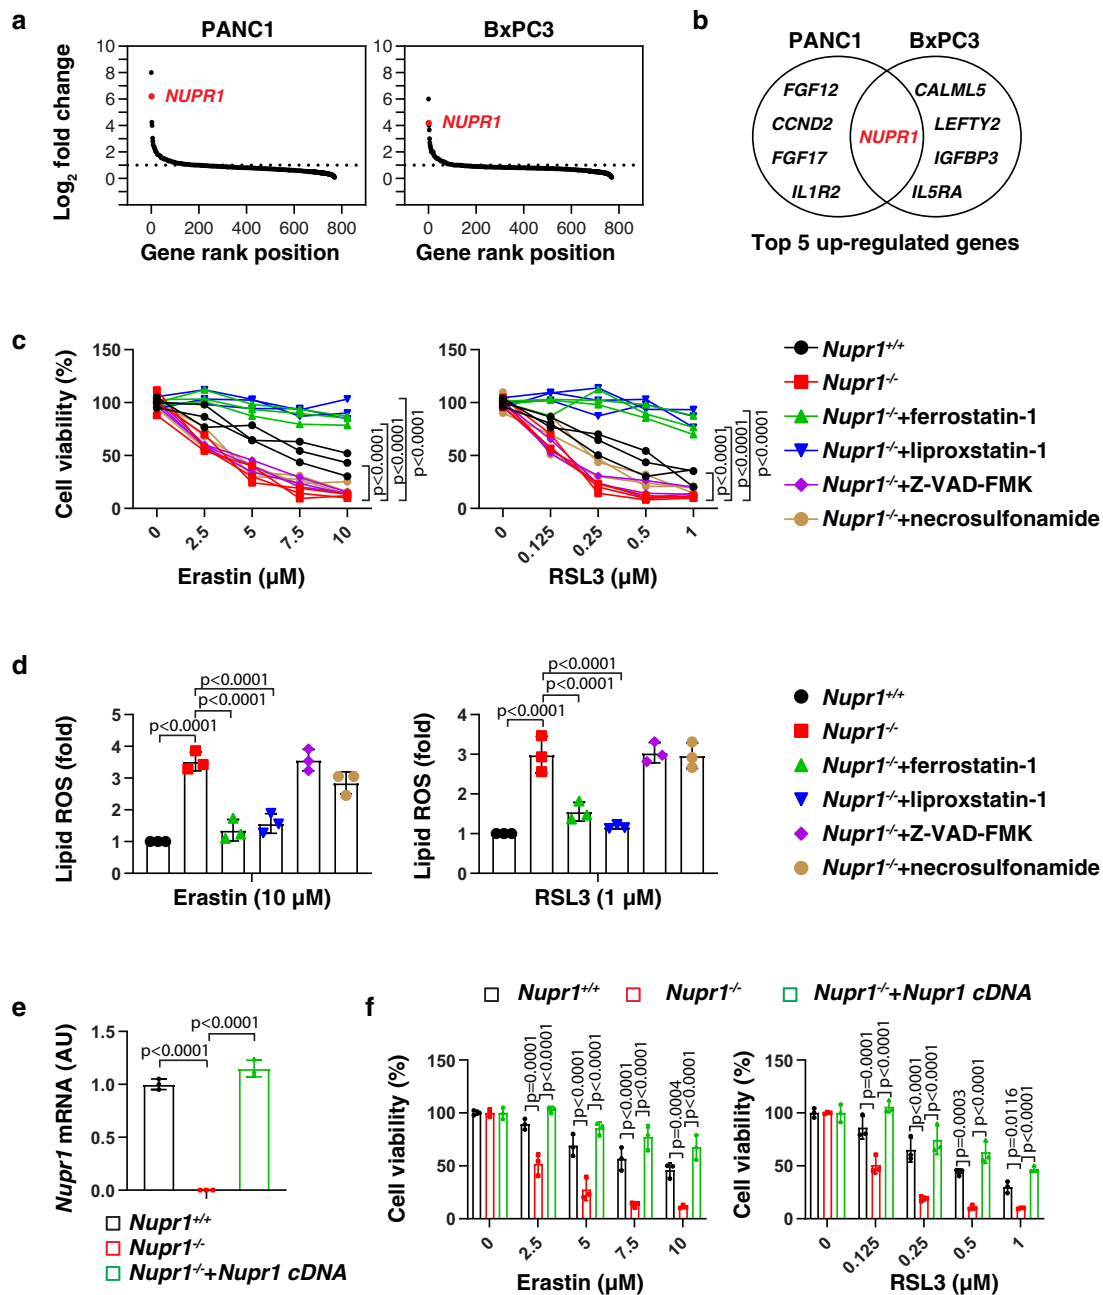 a
PANC1
BxPC3
Log2 fold change
10
8
6
4
2
0
NUPR1
0 200 400 600 800
Gene rank position
10
8
6
4
2
0
NUPR1
0 200 400 600 800
Gene rank position
b
PANC1 BxPC3
FGF12 CALML5
CCND2 LEFTY2
NUPR1
FGF17 IGFBP3
IL1R2 IL5RA
Top 5 up-regulated genes
c
Cell viability (%)
150
100
50
0
0 2.5 5 7.5 10
Erastin (µM)
p<0.0001
p<0.0001
p<0.0001
150
100
50
0
0 0.125 0.25 0.5 1
RSL3 (µM)
p<0.0001
p<0.0001
p<0.0001
Nupr1+/+
Nupr1-/-
Nupr1-/-+ferrostatin-1
Nupr1-/-+liproxstatin-1
Nupr1-/-+Z-VAD-FMK
Nupr1-/-+necrosulfonamide
d
Lipid ROS (fold)
p<0.0001
p<0.0001
p<0.0001
5
4
3
2
1
0
Erastin (10 µM)
Lipid ROS (fold)
p<0.0001
p<0.0001
p<0.0001
4
3
2
1
0
RSL3 (1 µM)
Nupr1+/+
Nupr1-/-
Nupr1-/-+ferrostatin-1
Nupr1-/-+liproxstatin-1
Nupr1-/-+Z-VAD-FMK
Nupr1-/-+necrosulfonamide
e
Nupr1 mRNA (AU)
p<0.0001
p<0.0001
1.5
1.0
0.5
0.0
Nupr1+/+
Nupr1-/-
Nupr1-/-+Nupr1 cDNA
f
Nupr1+/+ Nupr1-/- Nupr1-/-+Nupr1 cDNA
Cell viability (%)
150
100
50
0
p=0.0001
p<0.0001
p<0.0001
p<0.0001
p<0.0001
p<0.0001
p=0.0004
p<0.0001
0 2.5 5 7.5 10
Erastin (µM)
Cell viability (%)
150
100
50
0
p=0.0001
p<0.0001
p<0.0001
p<0.0001
p=0.0003
p<0.0001
p=0.0116
p<0.0001
0 0.125 0.25 0.5 1
RSL3 (µM)